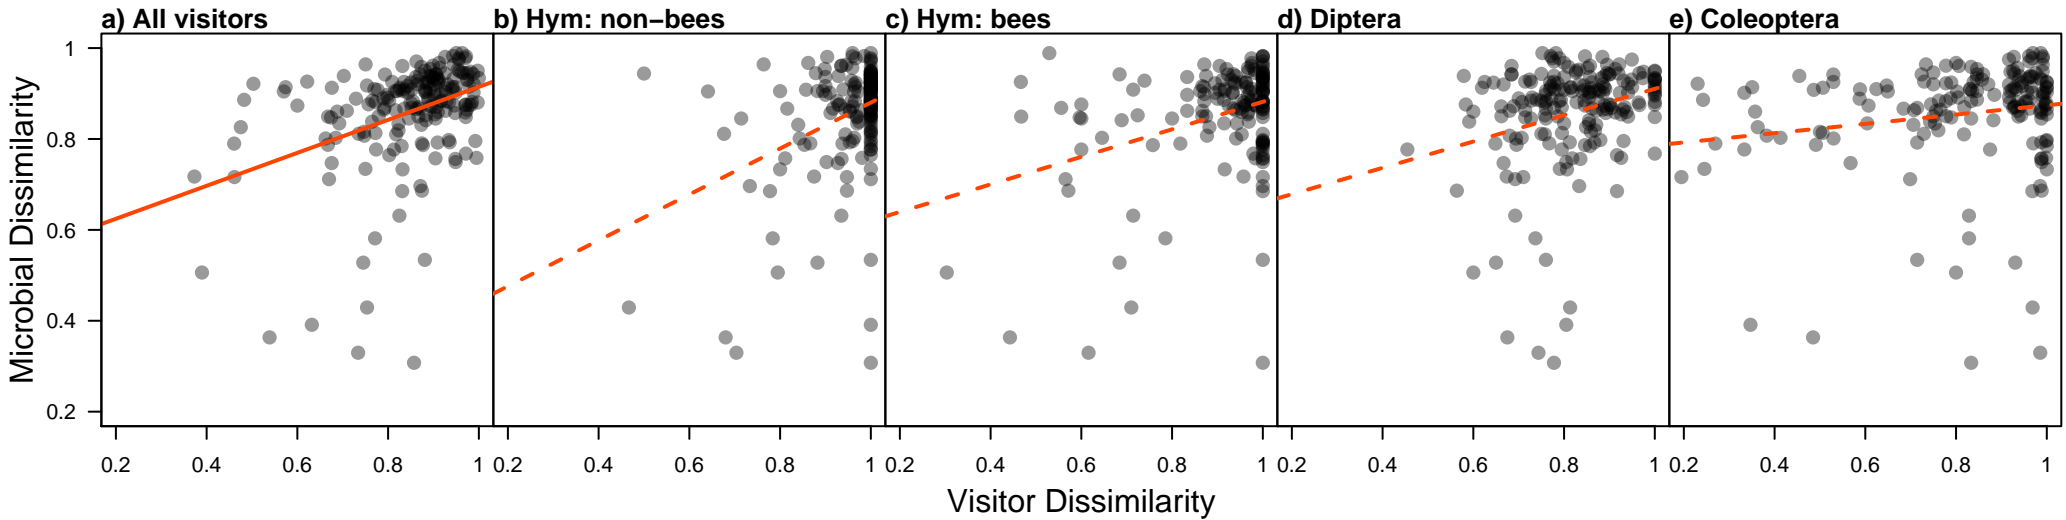 a) All visitors
b) Hym: non−bees
c) Hym: bees
d) Diptera
e) Coleoptera
Microbial Dissimilarity
1
0.8
0.6
0.4
0.2
0.2 0.4 0.6 0.8 1
0.2 0.4 0.6 0.8 1
0.2 0.4 0.6 0.8 1
0.2 0.4 0.6 0.8 1
0.2 0.4 0.6 0.8 1
Visitor Dissimilarity